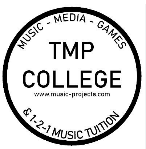 MUSIC - MEDIA - GAMES
TMP
COLLEGE
www.music-projects.com
& 1-2-1 MUSIC TUITION